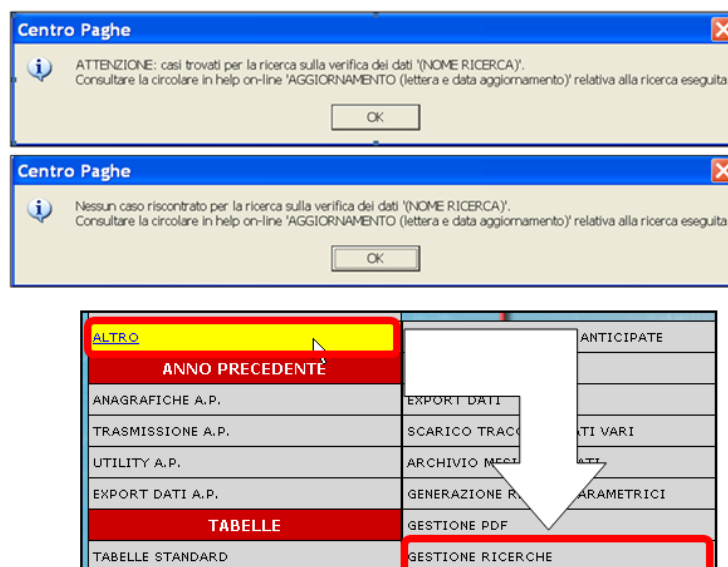 Centro Paghe
ATTENZIONE: casi trovati per la ricerca sulla verifica dei dati '(NOME RICERCA)'.
Consultare la circolare in help on-line 'AGGIORNAMENTO (lettera e data aggiornamento)' relativa alla ricerca eseguita
OK
Centro Paghe
Nessun caso riscontrato per la ricerca sulla verifica dei dati '(NOME RICERCA)'.
Consultare la circolare in help on-line 'AGGIORNAMENTO (lettera e data aggiornamento)' relativa alla ricerca eseguita
OK
ALTRO
ANTICIPATE
ANNO PRECEDENTE
ANAGRAFICHE A.P.
EXPORT DATI
TRASMISSIONE A.P.
SCARICO VARI
UTILITY A.P.
ARCHIVIO
EXPORT DATI A.P.
GENERAZIONE
TABELLE
GESTIONE PDF
TABELLE STANDARD
GESTIONE RICERCHE